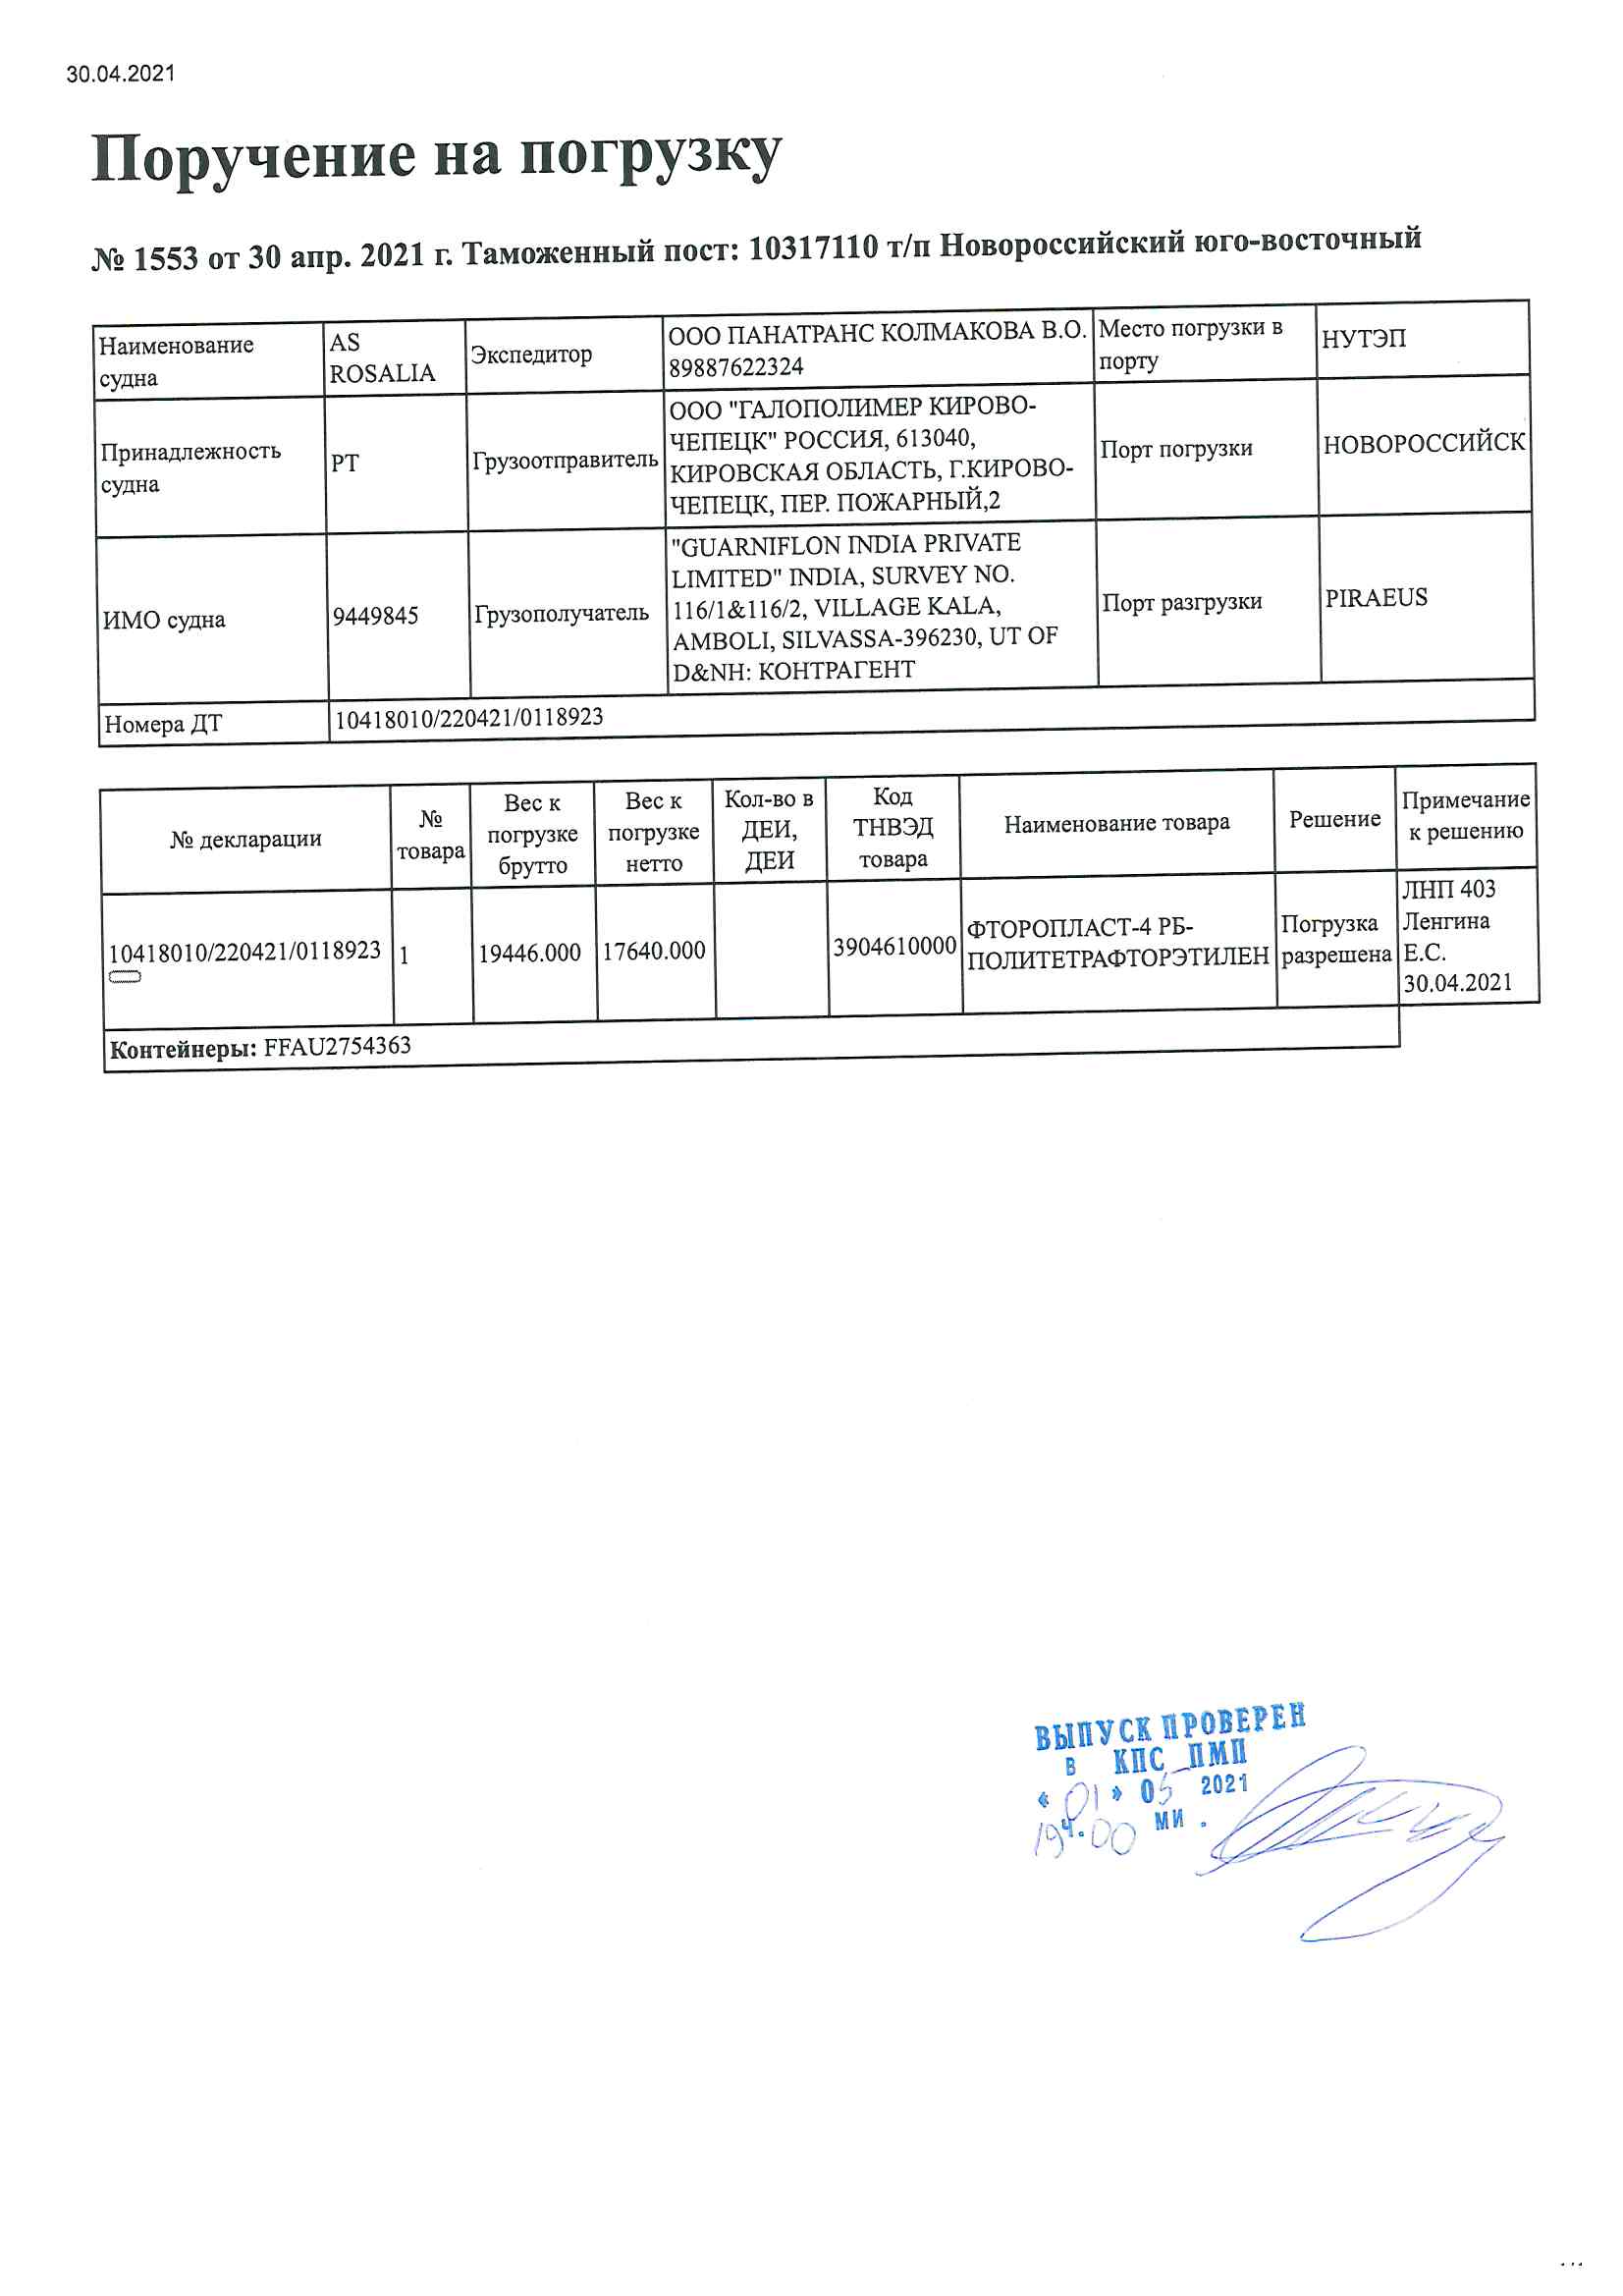 30.04.2021
Поручение на погрузку
№ 1553 от 30 апр. 2021 г. Таможенный пост: 10317110 т/п Новороссийский юго-восточный
Наименование
судна
AS
ROSALIA
Экспедитор
ООО ПАНАТРАНС КОЛМАКОВА В.О.
89887622324
Место погрузки в
порту
НУТЭП
Принадлежность
судна
PT
Грузоотправитель
ООО "ГАЛОПОЛИМЕР КИРОВО-
ЧЕПЕЦК" РОССИЯ, 613040,
КИРОВСКАЯ ОБЛАСТЬ, Г.КИРОВО-
ЧЕПЕЦК, ПЕР. ПОЖАРНЫЙ,2
Порт погрузки
НОВОРОССИЙСК
ИМО судна
9449845
Грузополучатель
"GUARNIFLON INDIA PRIVATE
LIMITED" INDIA, SURVEY NO.
116/1&116/2, VILLAGE KALA,
AMBOLI, SILVASSA-396230, UT OF
D&NH: КОНТРАГЕНТ
Порт разгрузки
PIRAEUS
Номера ДТ
10418010/220421/0118923
№ декларации
№
товара
Вес к
погрузке
брутто
Вес к
погрузке
нетто
Кол-во в
ДЕИ,
ДЕИ
Код
ТНВЭД
товара
Наименование товара
Решение
Примечание
к решению
10418010/220421/0118923
1
19446.000
17640.000
3904610000
ФТОРОПЛАСТ-4 РБ-
ПОЛИТЕТРАФТОРЭТИЛЕН
Погрузка
разрешена
ЛНП 403
Ленгина
Е.С.
30.04.2021
Контейнеры: FFAU2754363
ВЫПУСК ПРОВЕРЕН
В КПС ПМП
« 01 » 05 2021
19 ч. 00 МИ .